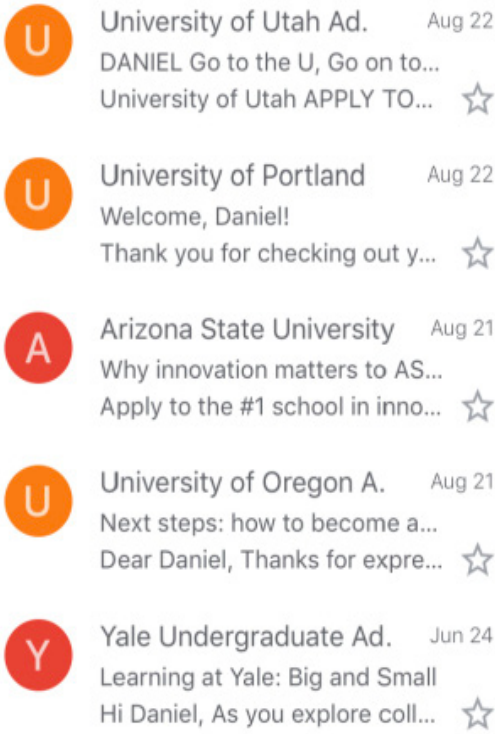 U University of Utah Ad. Aug 22
DANIEL Go to the U, Go on to...
University of Utah APPLY TO...
U University of Portland Aug 22
Welcome, Daniel!
Thank you for checking out y...
A Arizona State University Aug 21
Why innovation matters to AS...
Apply to the #1 school in inno...
U University of Oregon A. Aug 21
Next steps: how to become a...
Dear Daniel, Thanks for expre...
Y Yale Undergraduate Ad. Jun 24
Learning at Yale: Big and Small
Hi Daniel, As you explore coll...